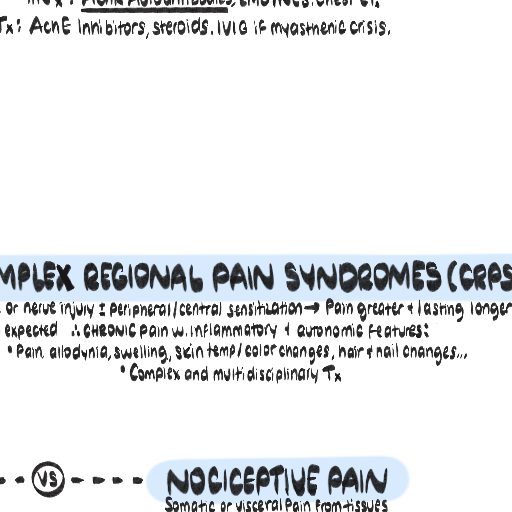 Tx: AchE Inhibitors, steroids. IVIG if myasthenic crisis.
MPLEX REGIONAL PAIN SYNDROMES (CRPS
or nerve injury ± peripheral/central sensitization → Pain greater & lasting longer
expected ∴ CHRONIC pain w. inflammatory & autonomic features:
• Pain, allodynia, swelling, skin temp/color changes, hair & nail changes...
• Complex and multidisciplinary Tx
VS
NOCICEPTIVE PAIN
Somatic or visceral pain from tissues